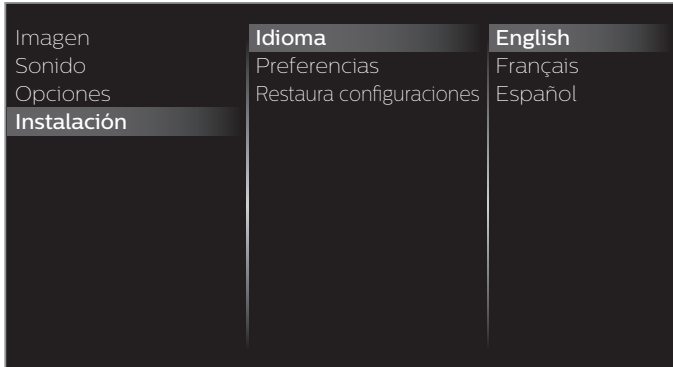 Imagen
Sonido
Opciones
Instalación
Idioma
Preferencias
Restaura configuraciones
English
Français
Español